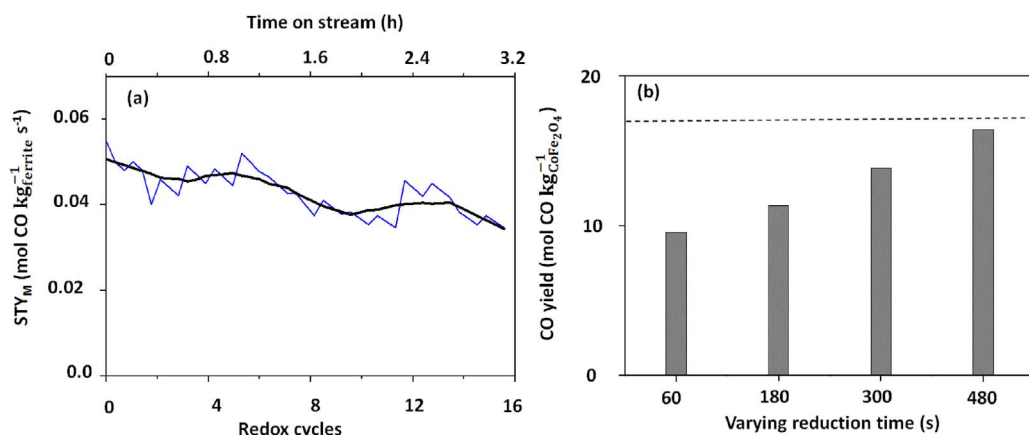 Time on stream (h)
0 0.8 1.6 2.4 3.2
(a)
0.06
0.04
0.02
0.0
STY_M (mol CO kg⁻¹_ferrite s⁻¹)
0 4 8 12 16
Redox cycles
(b)
20
10
0
CO yield (mol CO kg⁻¹_CoFe₂O₄)
60 180 300 480
Varying reduction time (s)